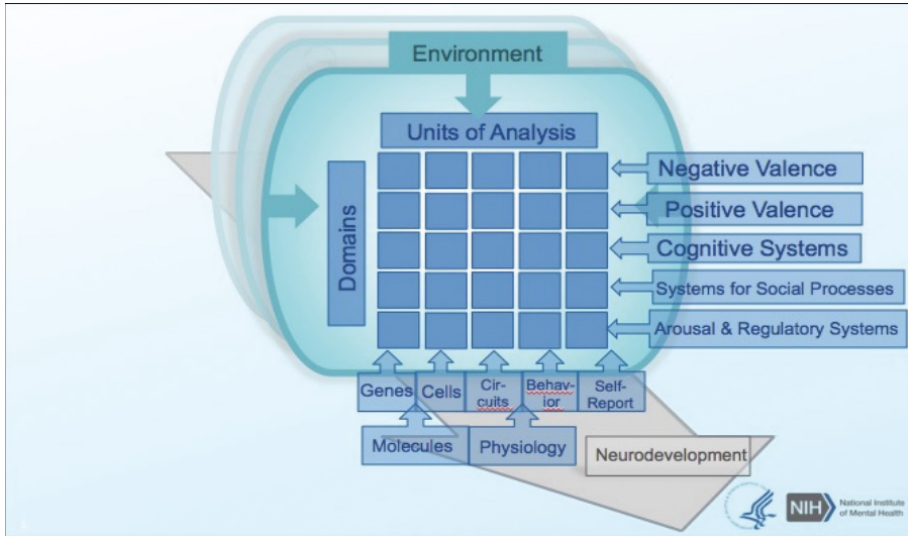 Environment
Units of Analysis
Domains
Negative Valence
Positive Valence
Cognitive Systems
Systems for Social Processes
Arousal & Regulatory Systems
Genes
Cells
Cir-
cuits
Behav-
ior
Self-
Report
Molecules
Physiology
Neurodevelopment
NIH
National Institute
of Mental Health